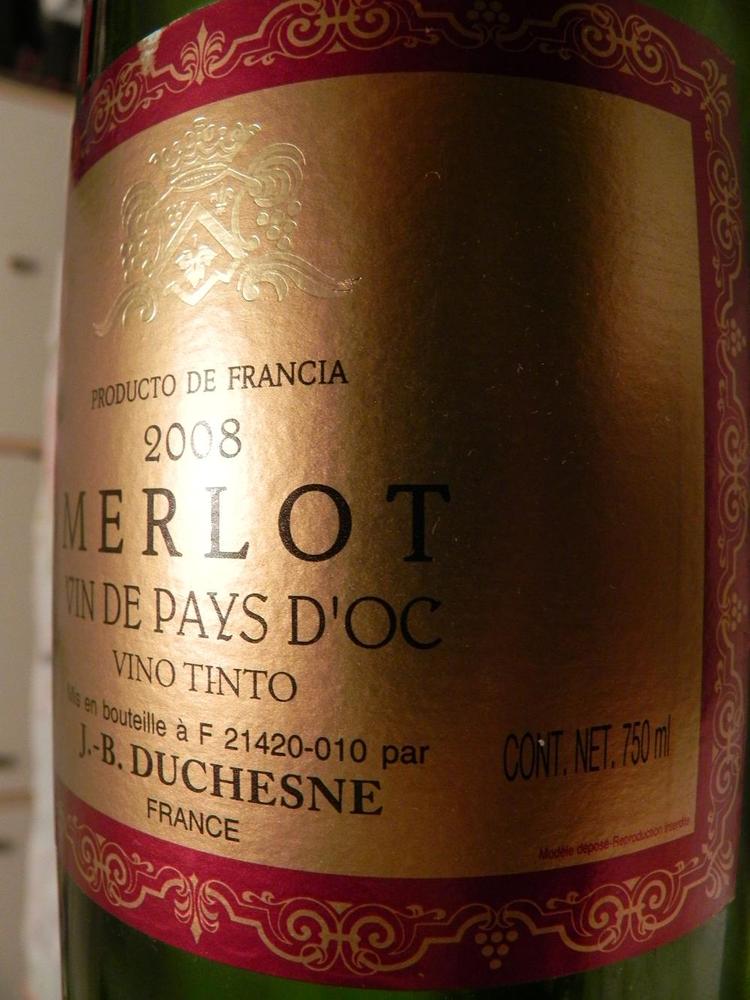 PRODUCTO DE FRANCIA
2008
MERLOT
VIN DE PAYS D'OC
VINO TINTO
Mis en bouteille à F 21420-010 par
J.-B. DUCHESNE
FRANCE
CONT. NET. 750 ml
Modèle déposé-Reproduction interdite